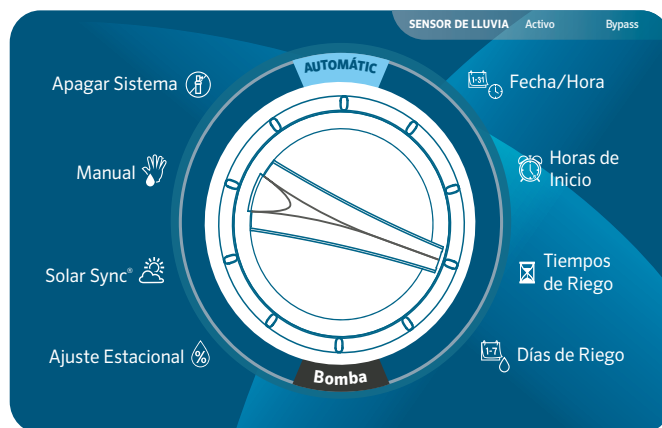 SENSOR DE LLUVIA Activo Bypass
AUTOMÁTIC
Apagar Sistema
1-31
Fecha/Hora
Manual
Horas de
Inicio
Solar Sync®
Tiempos
de Riego
Ajuste Estacional
%
1-7
Días de Riego
Bomba